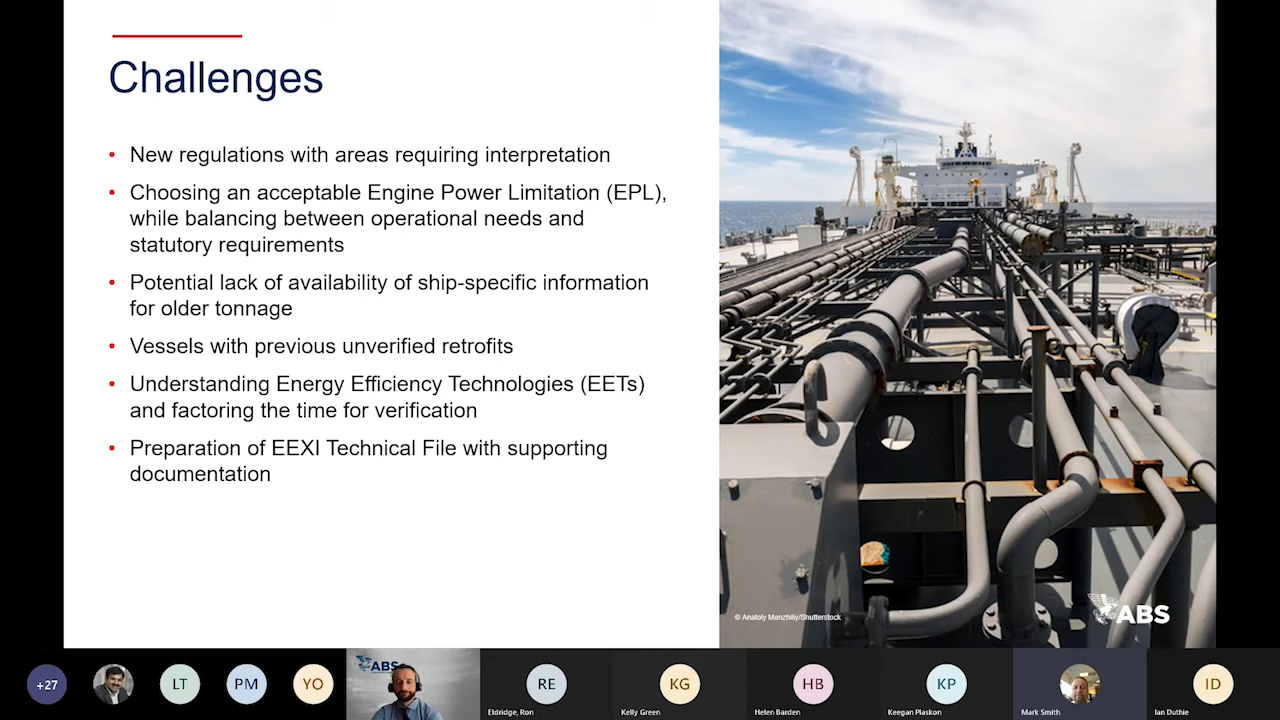 Challenges
New regulations with areas requiring interpretation
Choosing an acceptable Engine Power Limitation (EPL),
while balancing between operational needs and
statutory requirements
Potential lack of availability of ship-specific information
for older tonnage
Vessels with previous unverified retrofits
Understanding Energy Efficiency Technologies (EETs)
and factoring the time for verification
Preparation of EEXI Technical File with supporting
documentation
© Anatoly Menzhiliy/Shutterstock
ABS
+27
LT
PM
YO
ABS
RE
KG
HB
KP
ID
Eldridge, Ron
Kelly Green
Helen Barden
Keegan Plaskon
Mark Smith
Ian Duthie